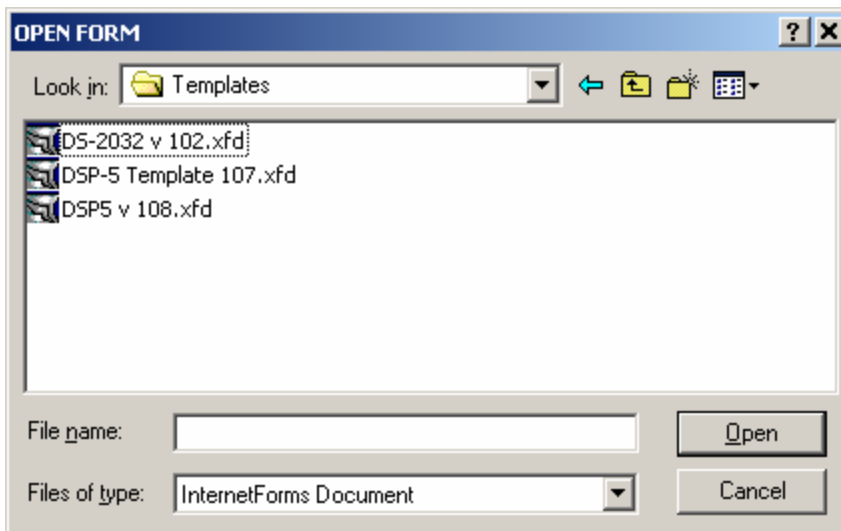 OPEN FORM
Look in: Templates
DS-2032 v 102.xfd
DSP-5 Template 107.xfd
DSP5 v 108.xfd
File name: Open
Files of type: InternetForms Document Cancel